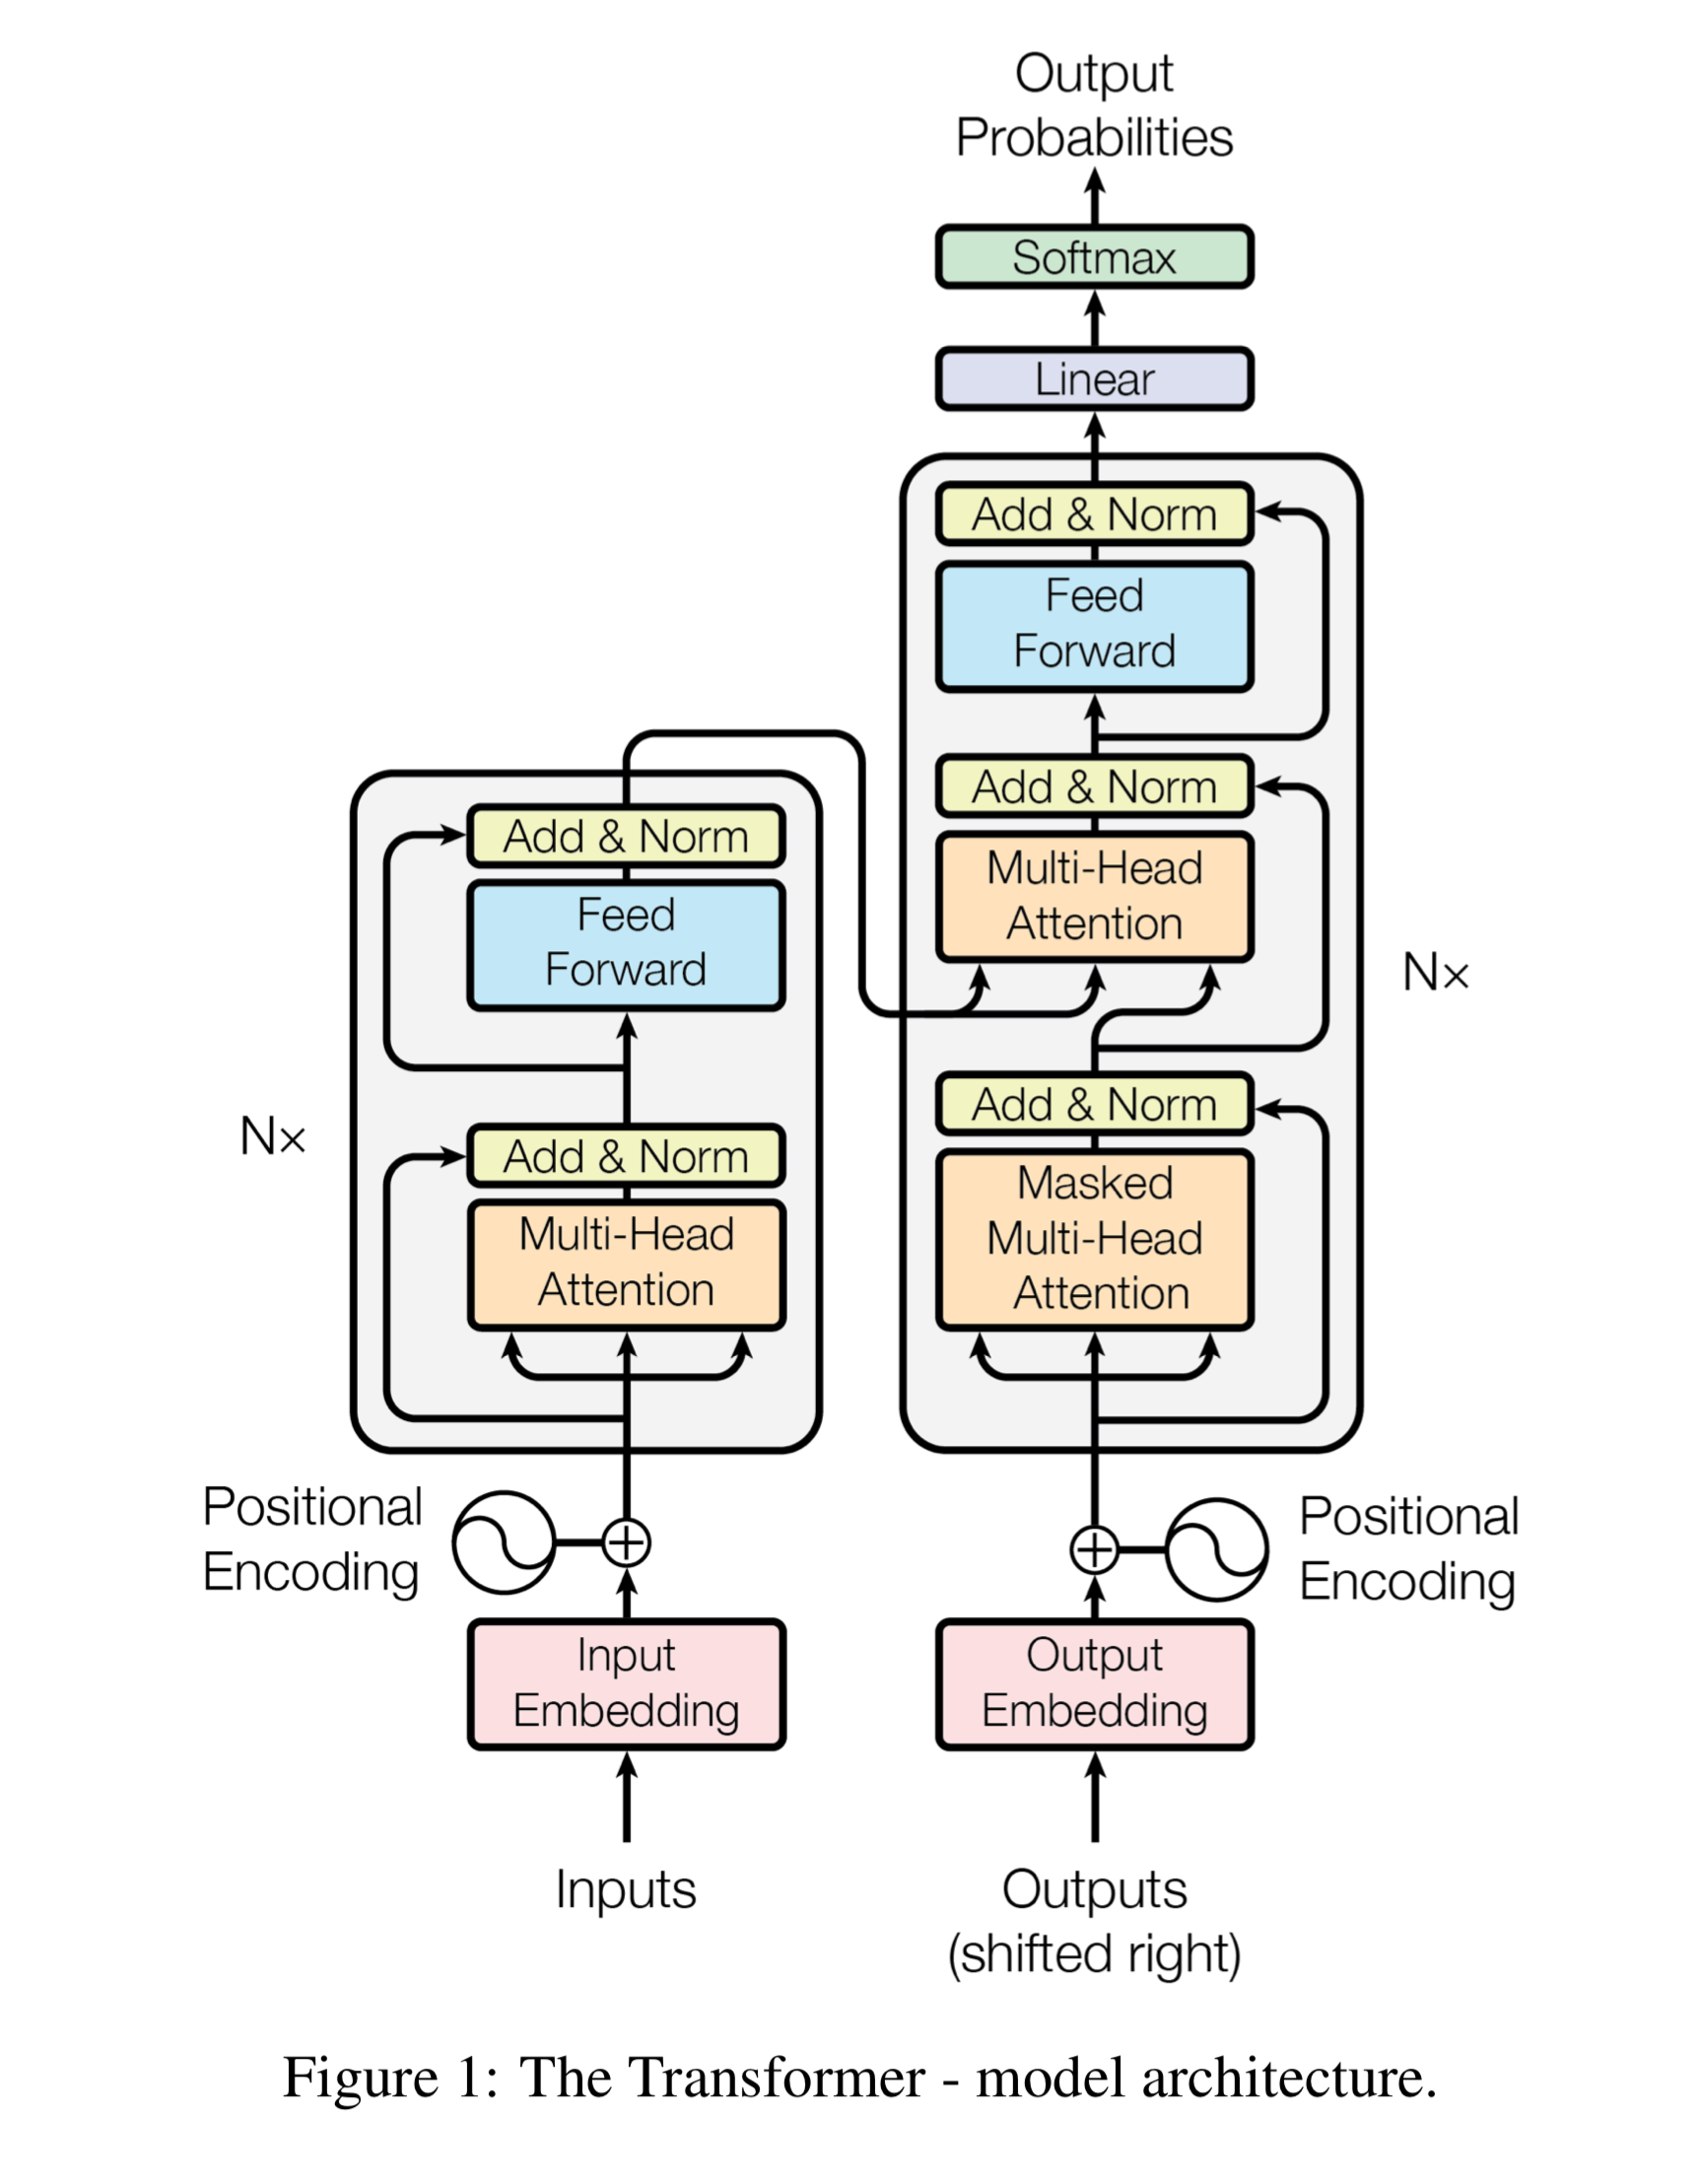 Output
Probabilities
Softmax
Linear
Add & Norm
Feed
Forward
Add & Norm
Multi-Head
Attention
N×
Add & Norm
Masked
Multi-Head
Attention
Add & Norm
Feed
Forward
N×
Add & Norm
Multi-Head
Attention
Positional
Encoding
Positional
Encoding
Input
Embedding
Output
Embedding
Inputs
Outputs
(shifted right)
Figure 1: The Transformer - model architecture.